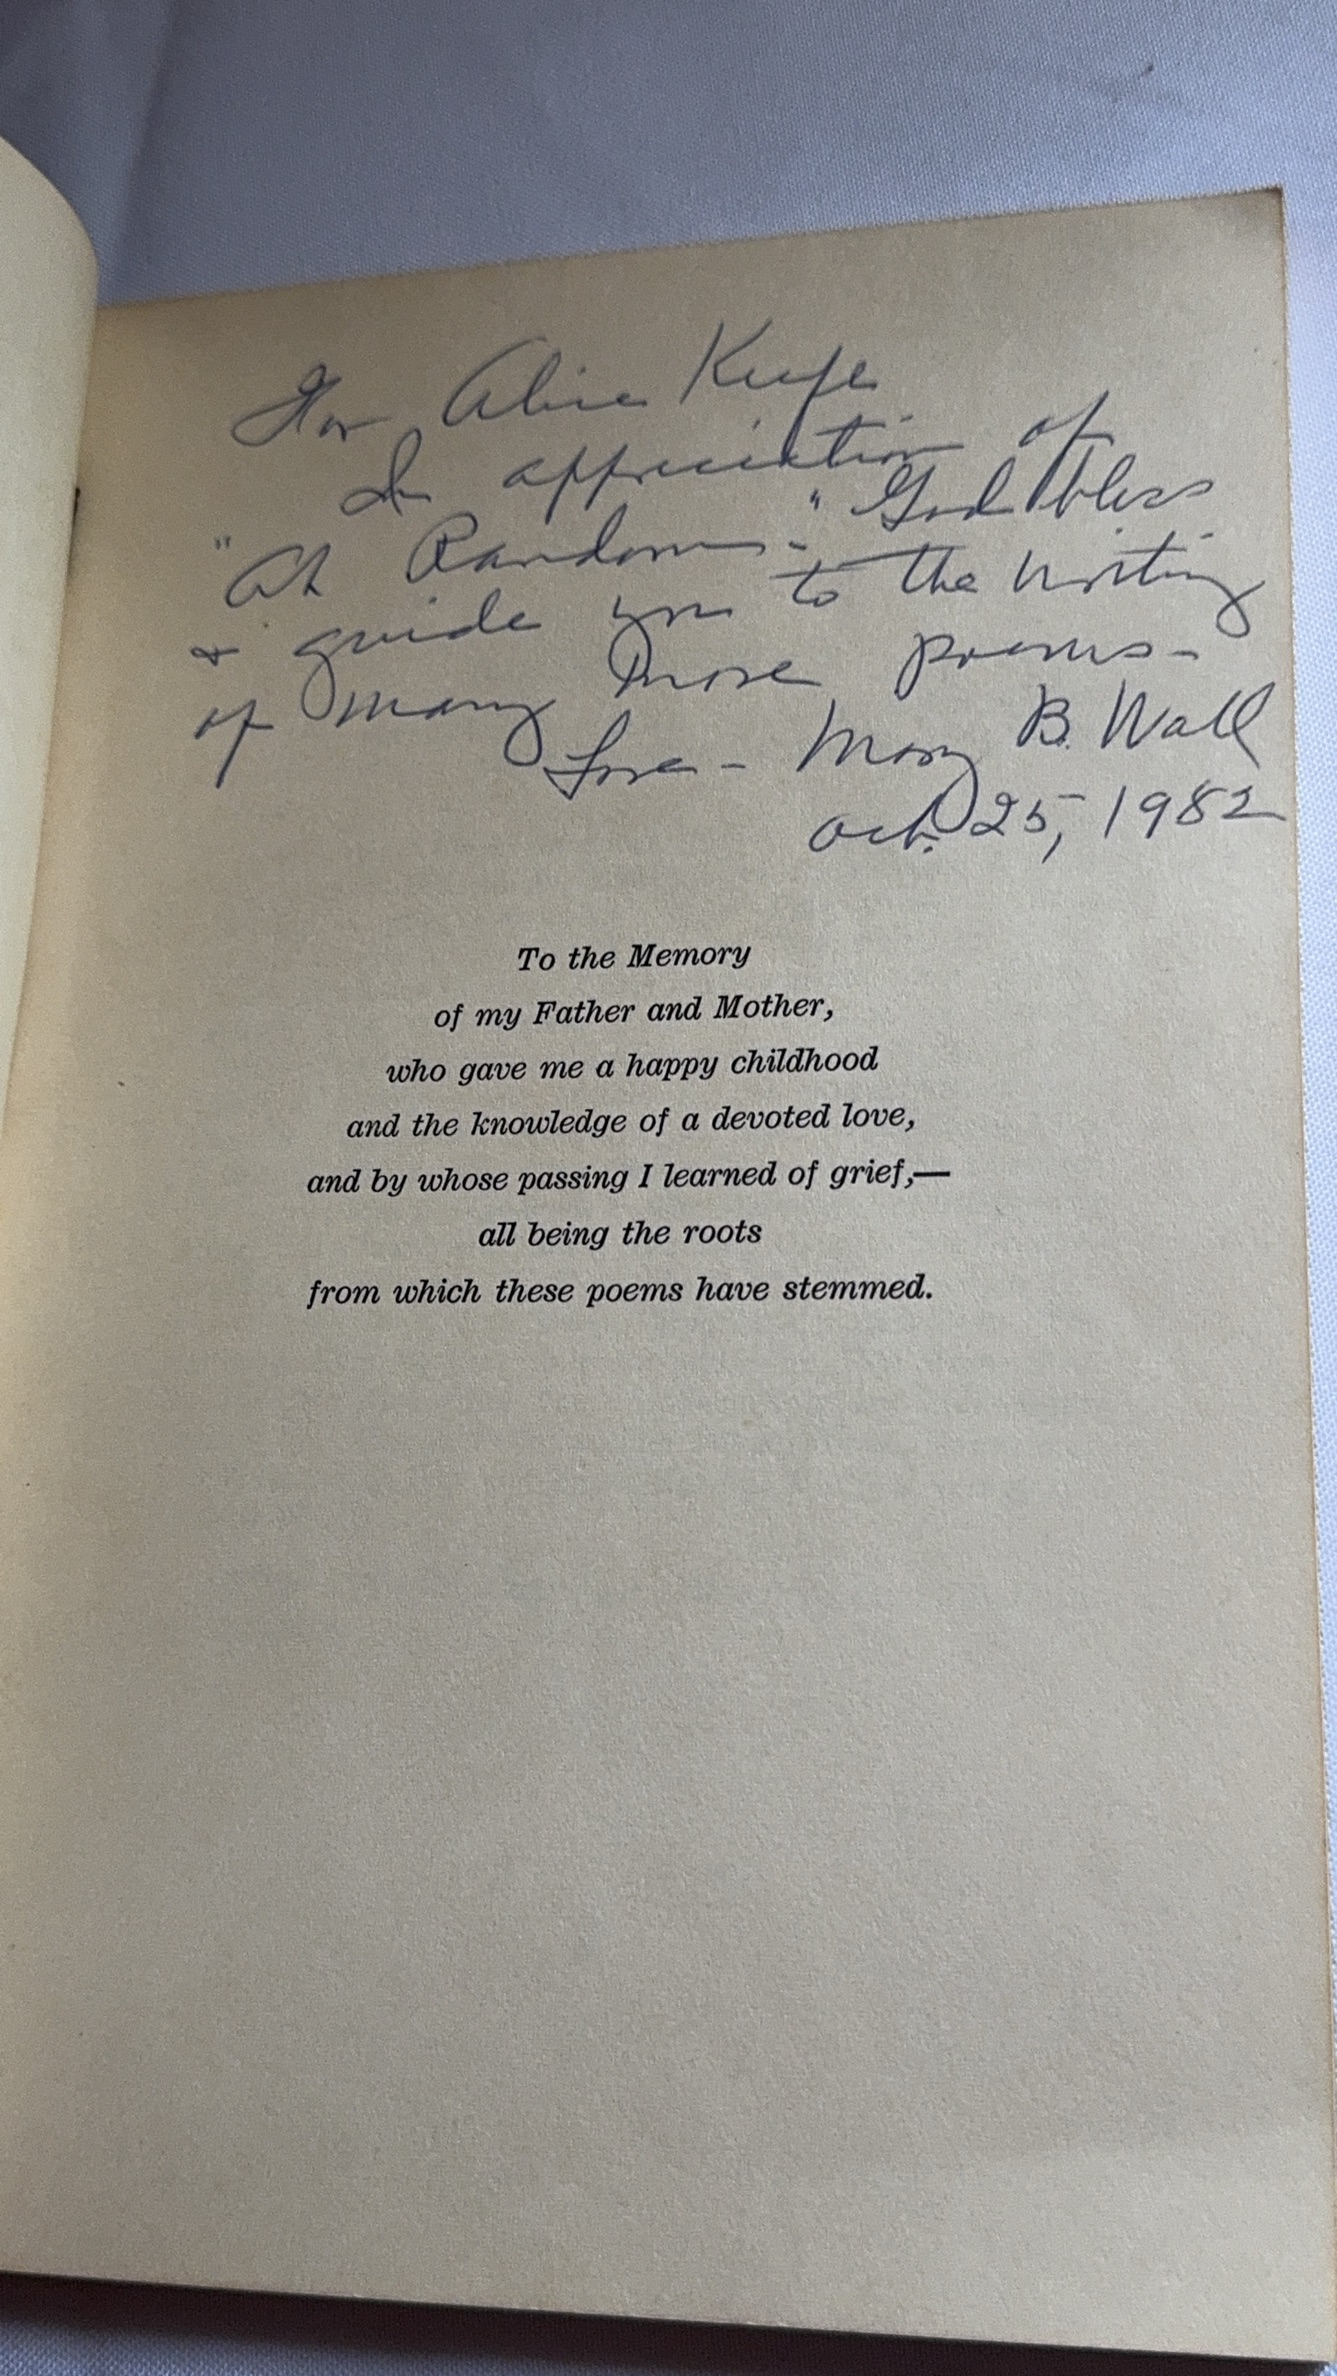 For Alice Keefe
In appreciation of
"At Random-" God bless
& guide you to the writing
of many more poems-
Love - Mary B. Wall
Oct. 25, 1982
To the Memory
of my Father and Mother,
who gave me a happy childhood
and the knowledge of a devoted love,
and by whose passing I learned of grief,—
all being the roots
from which these poems have stemmed.